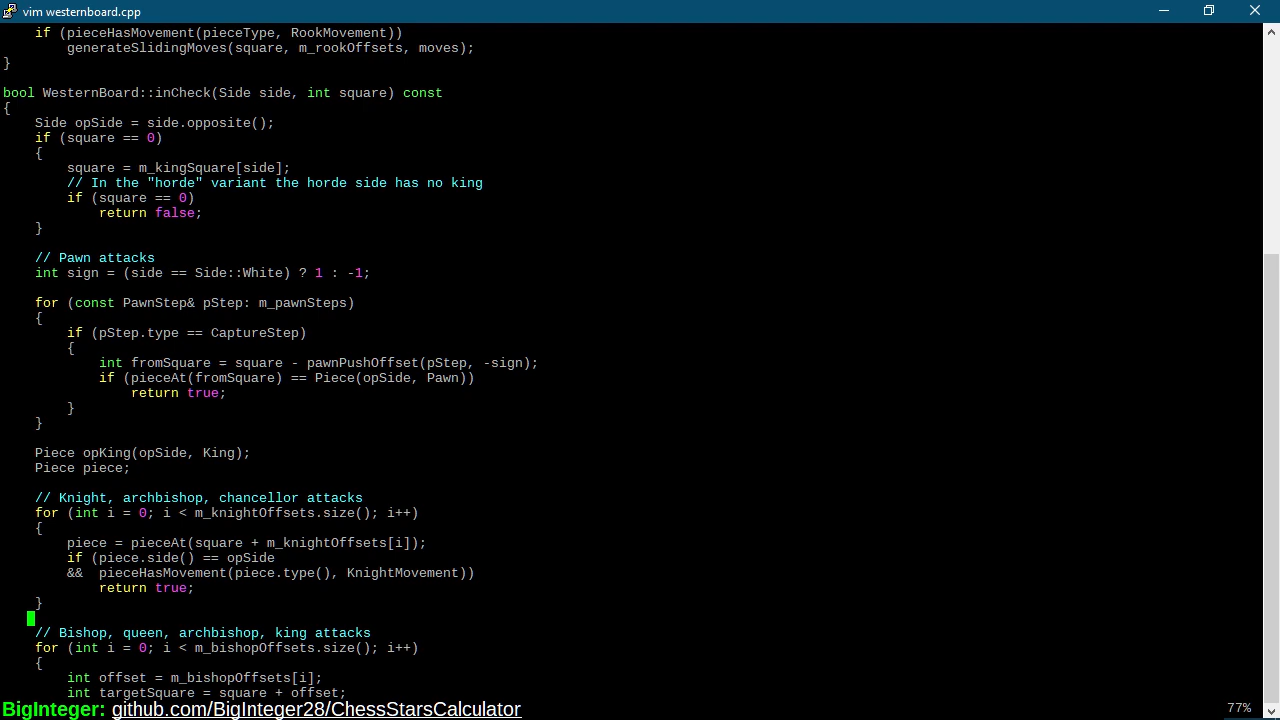 vim westernboard.cpp
    if (pieceHasMovement(pieceType, RookMovement))
        generateSlidingMoves(square, m_rookOffsets, moves);
}
bool WesternBoard::inCheck(Side side, int square) const
{
    Side opSide = side.opposite();
    if (square == 0)
    {
        square = m_kingSquare[side];
        // In the "horde" variant the horde side has no king
        if (square == 0)
            return false;
    }
    // Pawn attacks
    int sign = (side == Side::White) ? 1 : -1;
    for (const PawnStep& pStep: m_pawnSteps)
    {
        if (pStep.type == CaptureStep)
        {
            int fromSquare = square - pawnPushOffset(pStep, -sign);
            if (pieceAt(fromSquare) == Piece(opSide, Pawn))
                return true;
        }
    }
    Piece opKing(opSide, King);
    Piece piece;
    // Knight, archbishop, chancellor attacks
    for (int i = 0; i < m_knightOffsets.size(); i++)
    {
        piece = pieceAt(square + m_knightOffsets[i]);
        if (piece.side() == opSide
        &&  pieceHasMovement(piece.type(), KnightMovement))
            return true;
    }
    // Bishop, queen, archbishop, king attacks
    for (int i = 0; i < m_bishopOffsets.size(); i++)
    {
        int offset = m_bishopOffsets[i];
        int targetSquare = square + offset;
BigInteger: github.com/BigInteger28/ChessStarsCalculator
77%